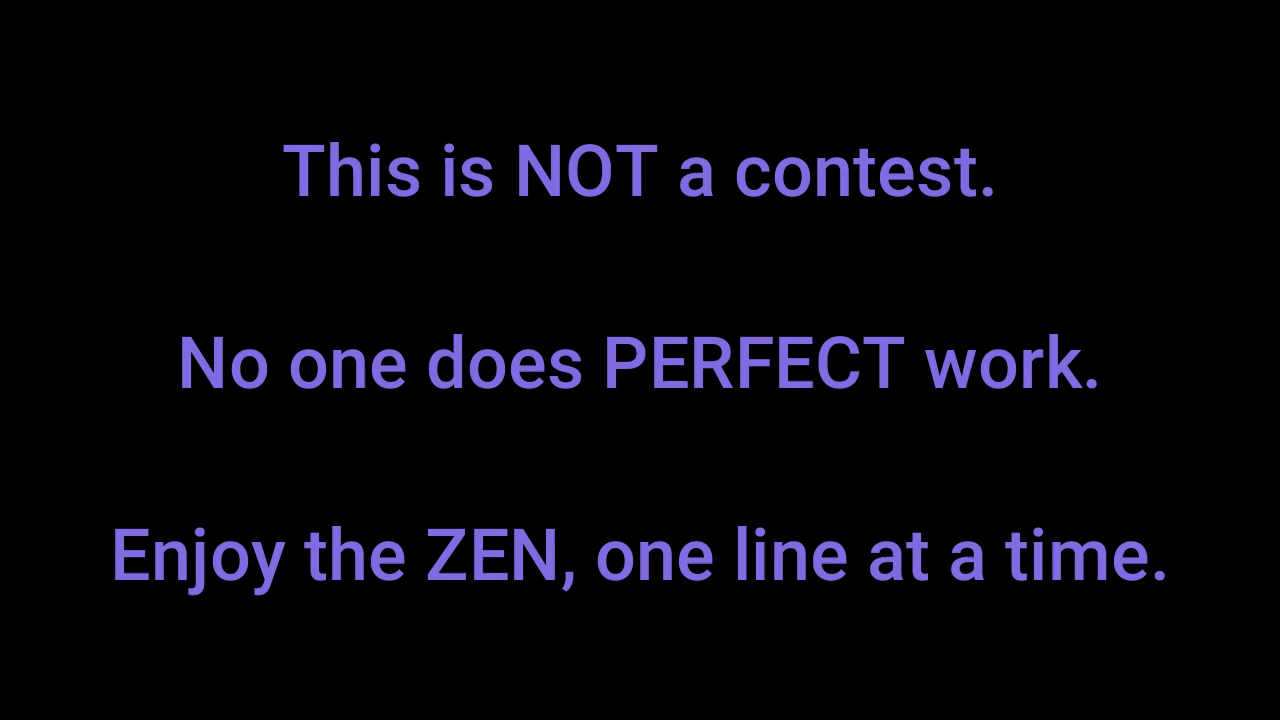 This is NOT a contest.
No one does PERFECT work.
Enjoy the ZEN, one line at a time.